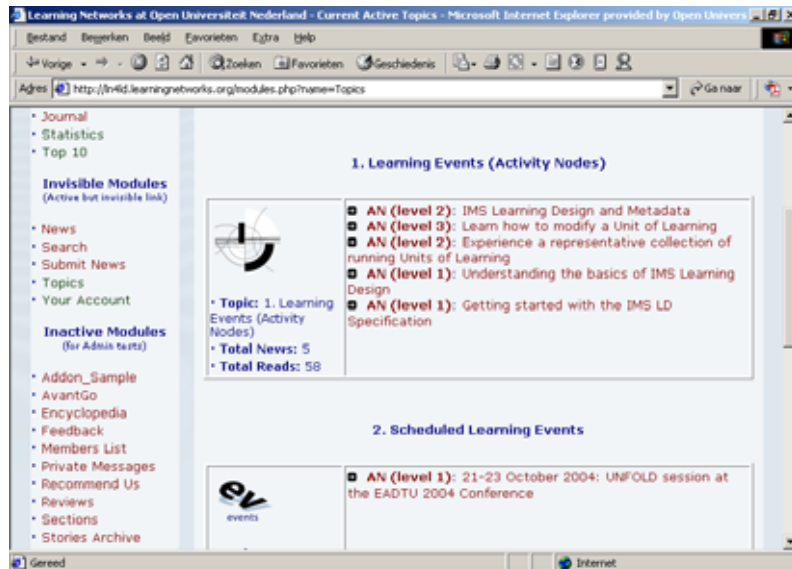 Learning Networks at Open Universiteit Nederland - Current Active Topics - Microsoft Internet Explorer provided by Open Univers
Bestand Bewerken Beeld Favorieten Extra Help
Vorige Zoeken Favorieten Geschiedenis
Adres http://ln4ld.learningnetworks.org/modules.php?name=Topics Ga naar
· Journal
· Statistics
· Top 10
Invisible Modules
(Active but invisible link)
· News
· Search
· Submit News
· Topics
· Your Account
Inactive Modules
(for Admin tests)
· Addon_Sample
· AvantGo
· Encyclopedia
· Feedback
· Members List
· Private Messages
· Recommend Us
· Reviews
· Sections
· Stories Archive
1. Learning Events (Activity Nodes)
· Topic: 1. Learning
Events (Activity
Nodes)
· Total News: 5
· Total Reads: 58
AN (level 2): IMS Learning Design and Metadata
AN (level 3): Learn how to modify a Unit of Learning
AN (level 2): Experience a representative collection of
running Units of Learning
AN (level 1): Understanding the basics of IMS Learning
Design
AN (level 1): Getting started with the IMS LD
Specification
2. Scheduled Learning Events
ev
events
AN (level 1): 21-23 October 2004: UNFOLD session at
the EADTU 2004 Conference
Gereed Internet